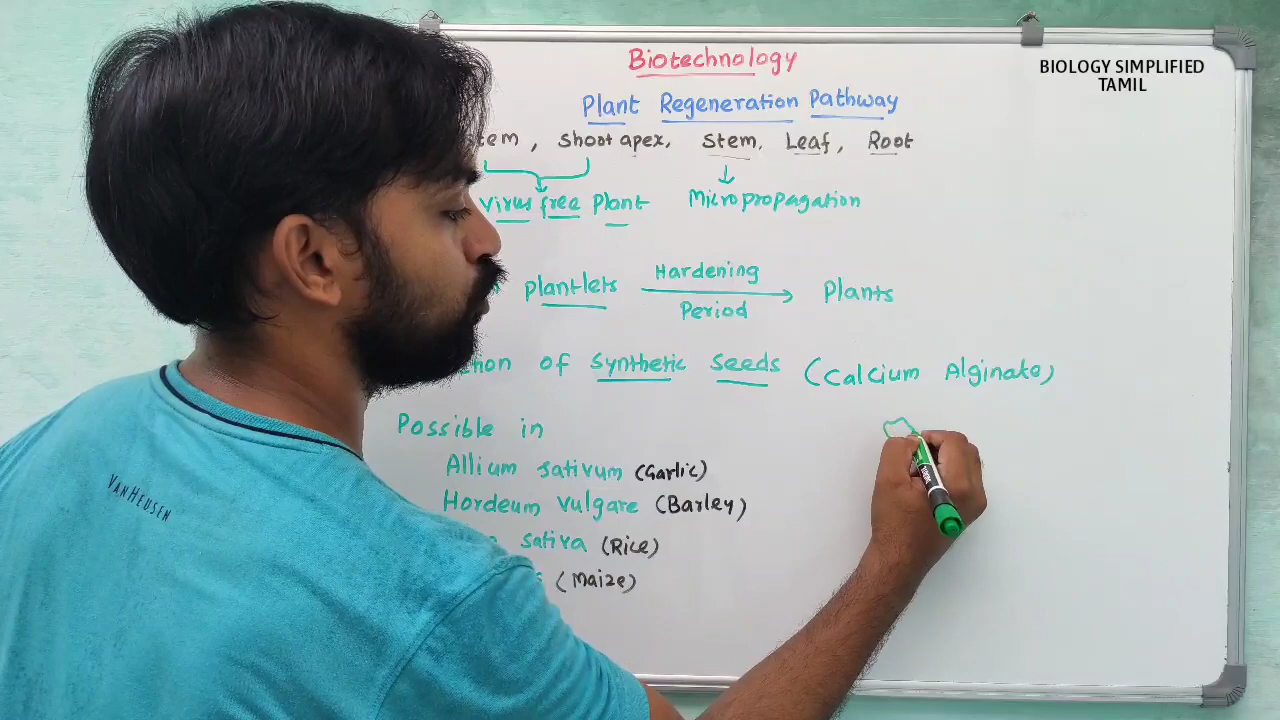 Biotechnology
BIOLOGY SIMPLIFIED
TAMIL
Plant Regeneration Pathway
, Shoot apex, Stem, Leaf, Root
Virus free Plant Micropropagation
Plantlets Hardening Period Plants
of Synthetic Seeds (Calcium Alginate)
Possible in
Allium sativum (Garlic)
Hordeum vulgare (Barley)
sativa (Rice)
(Maize)
VANHEUSEN